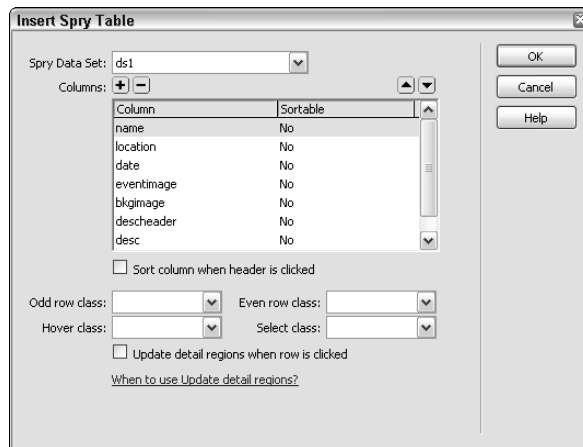 Insert Spry Table
Spry Data Set: ds1
OK
Columns:
Cancel
Column Sortable
Help
name No
location No
date No
eventimage No
bkgimage No
descheader No
desc No
Sort column when header is clicked
Odd row class: Even row class:
Hover class: Select class:
Update detail regions when row is clicked
When to use Update detail regions?